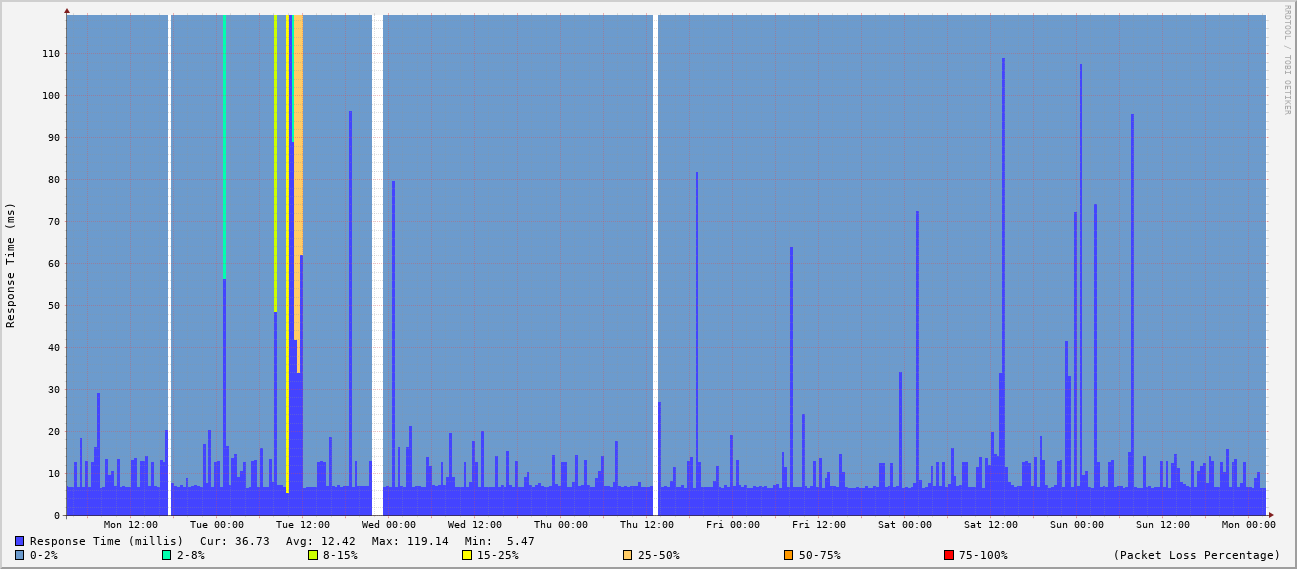 RRDTOOL / TOBI OETIKER
Response Time (ms)
110
100
90
80
70
60
50
40
30
20
10
0
Mon 12:00 Tue 00:00 Tue 12:00 Wed 00:00 Wed 12:00 Thu 00:00 Thu 12:00 Fri 00:00 Fri 12:00 Sat 00:00 Sat 12:00 Sun 00:00 Sun 12:00 Mon 00:00
Response Time (millis) Cur: 36.73 Avg: 12.42 Max: 119.14 Min: 5.47
0-2% 2-8% 8-15% 15-25% 25-50% 50-75% 75-100% (Packet Loss Percentage)